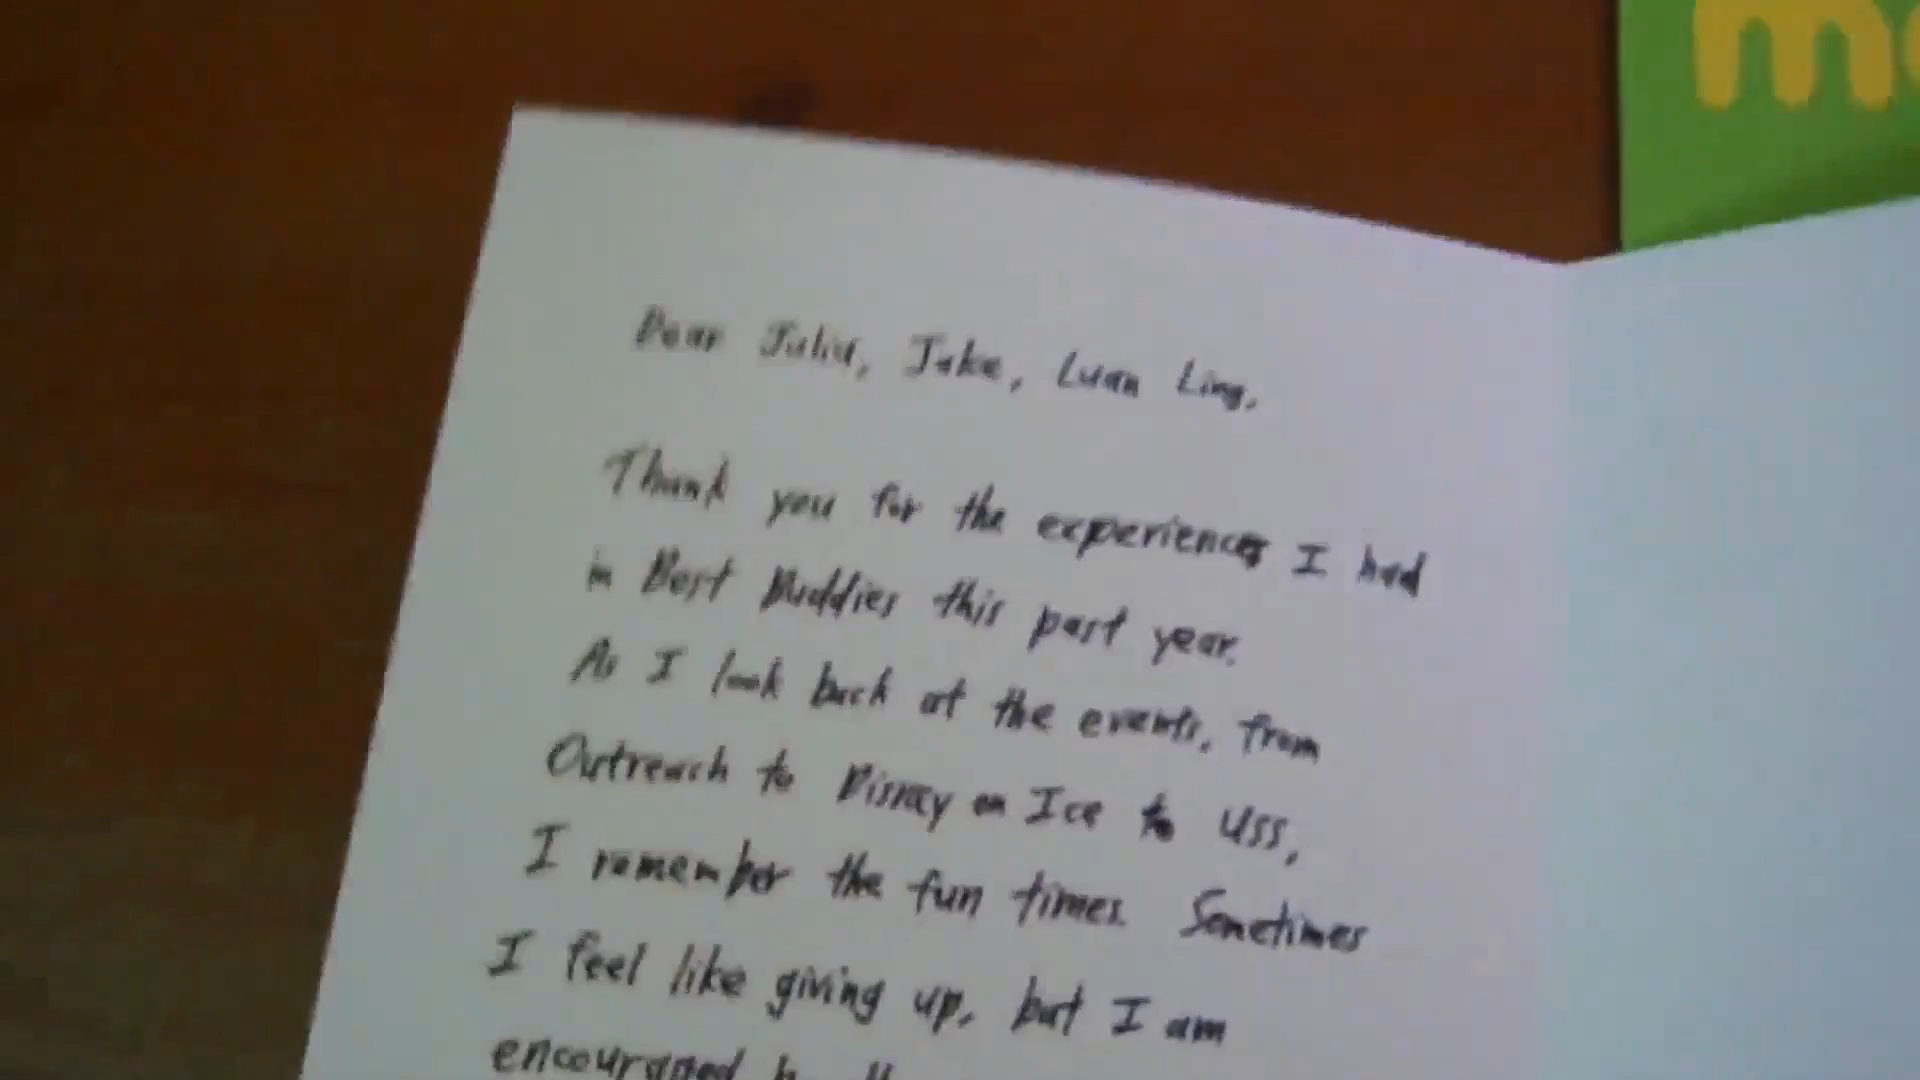 Dear Julia, Jake, Luan Ling,
Thank you for the experiences I had
in Best Buddies this past year.
As I look back at the events, from
Outreach to Disney on Ice to USS,
I remember the fun times. Sometimes
I feel like giving up, but I am
encouraged